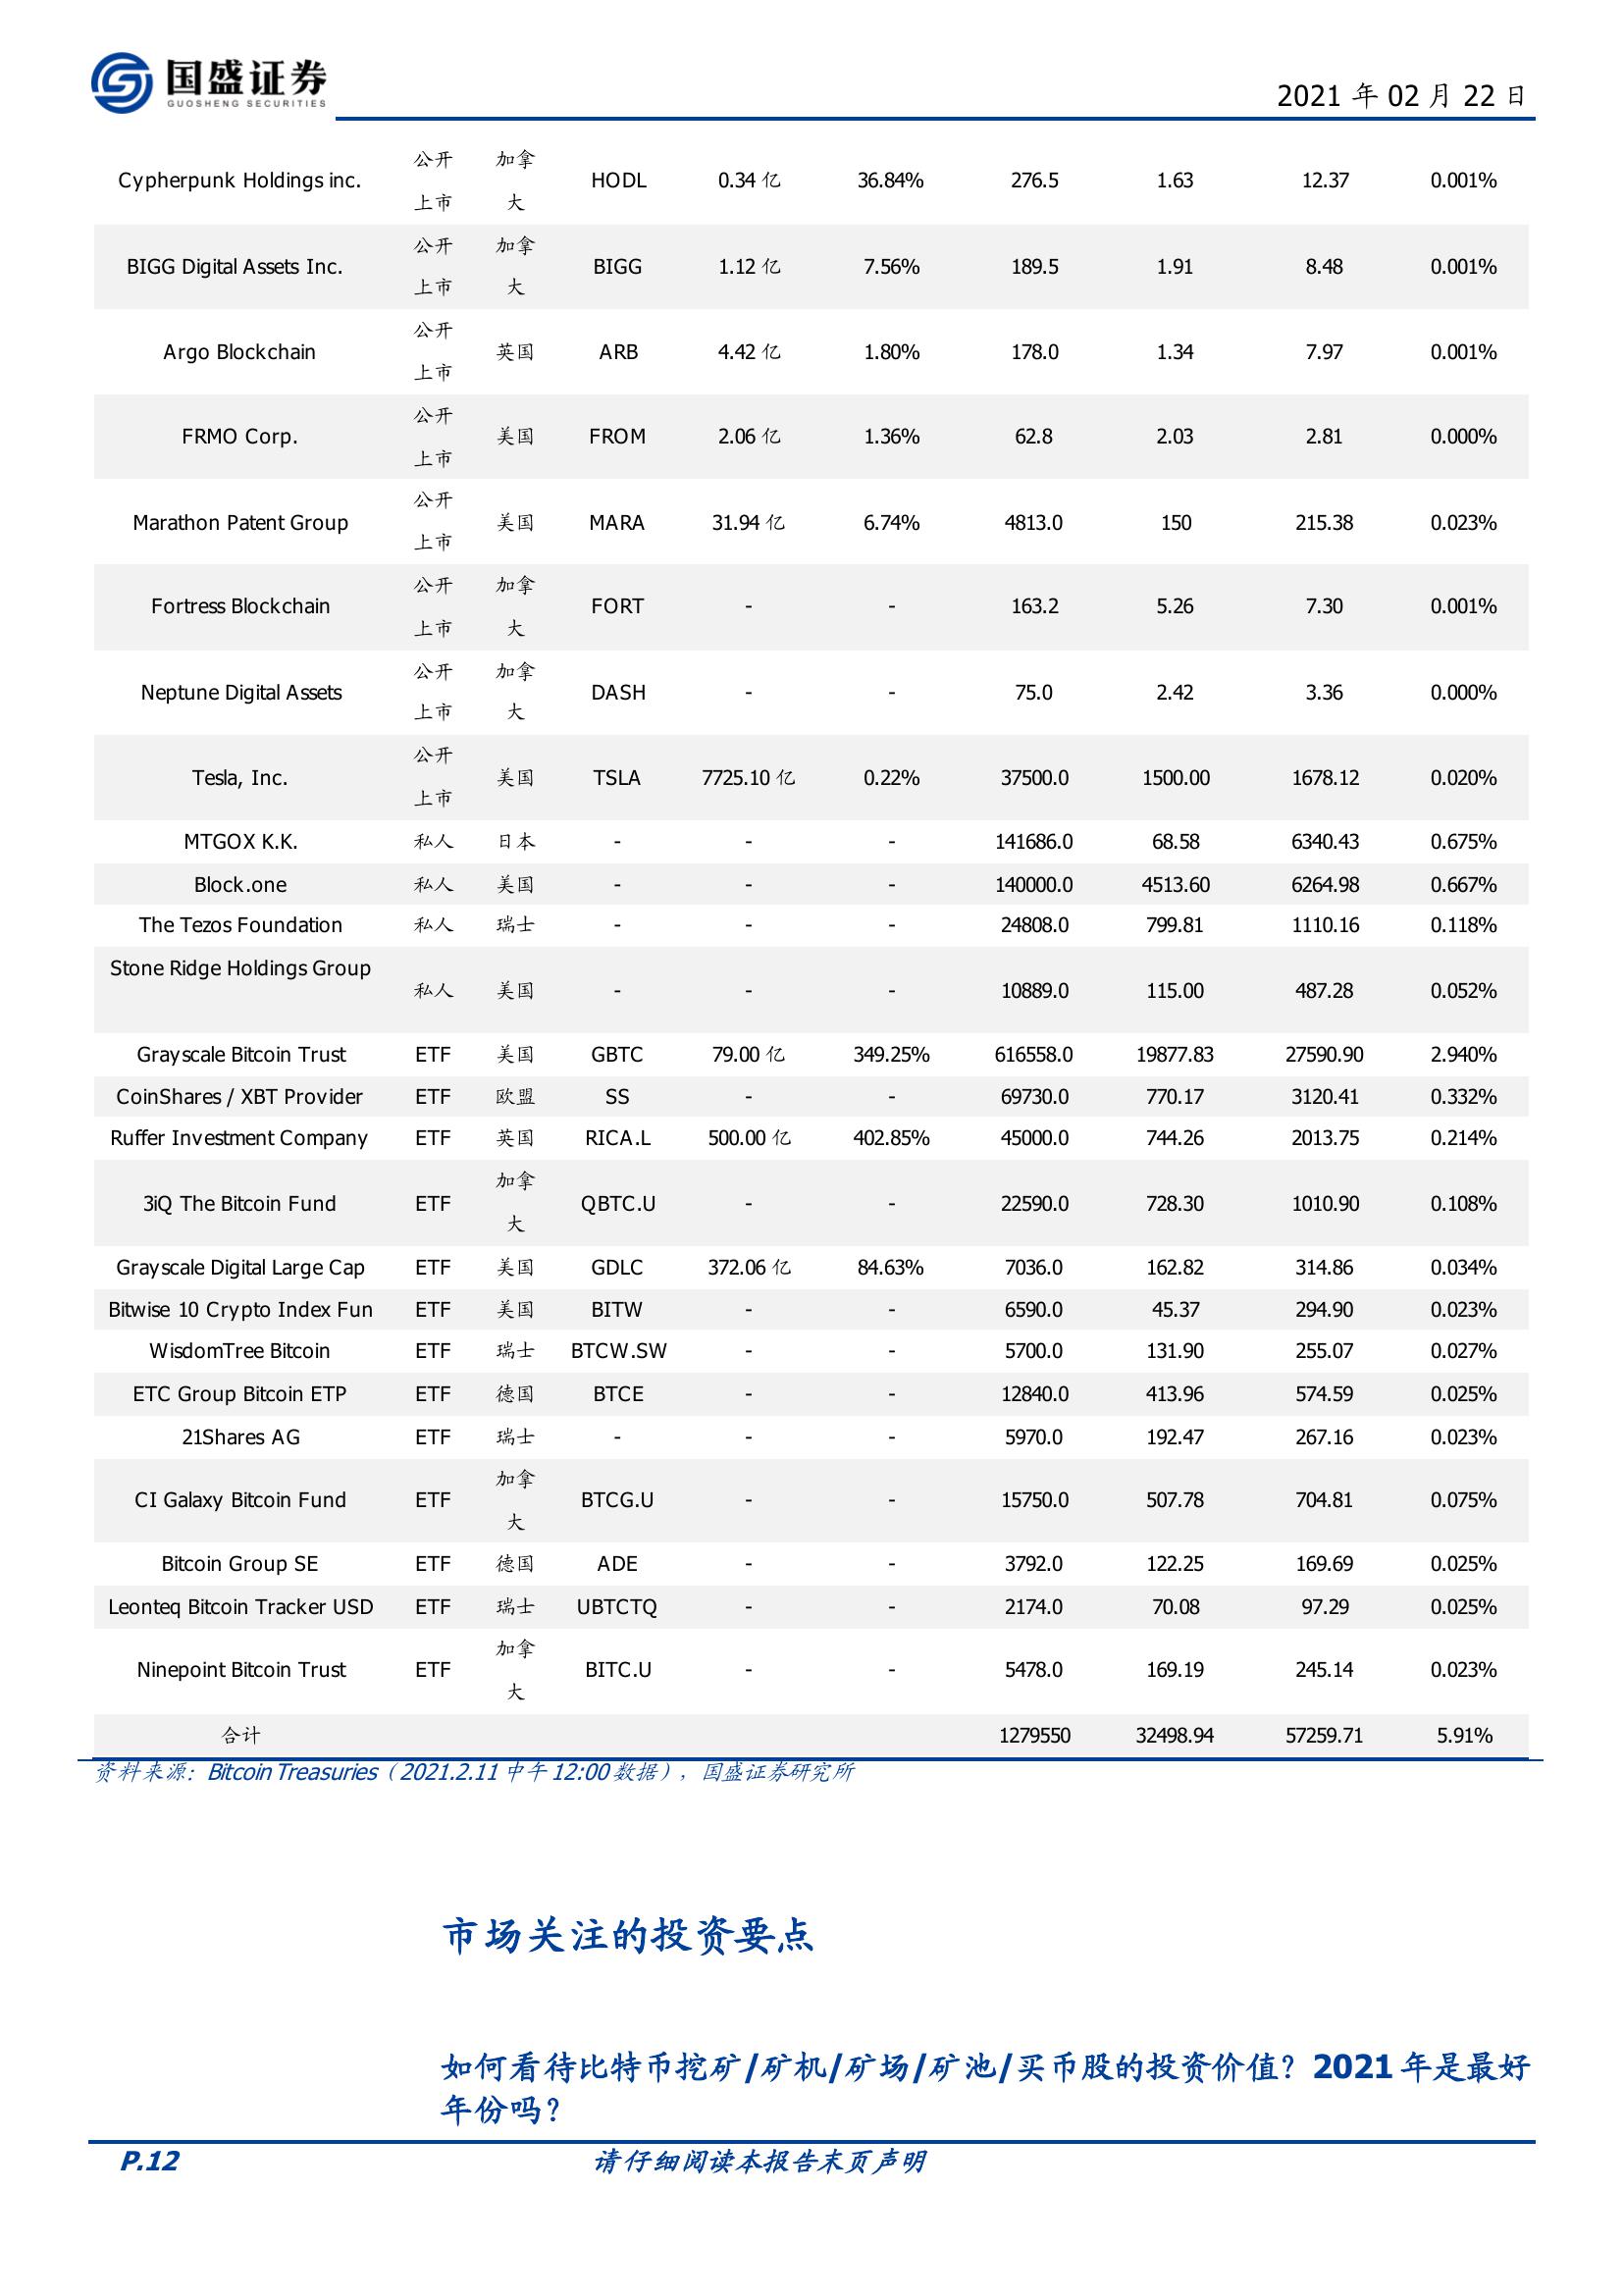 国盛证券
GUOSHENG SECURITIES
2021 年 02 月 22 日
Cypherpunk Holdings inc. 公开上市 加拿大 HODL 0.34 亿 36.84% 276.5 1.63 12.37 0.001%
BIGG Digital Assets Inc. 公开上市 加拿大 BIGG 1.12 亿 7.56% 189.5 1.91 8.48 0.001%
Argo Blockchain 公开上市 英国 ARB 4.42 亿 1.80% 178.0 1.34 7.97 0.001%
FRMO Corp. 公开上市 美国 FROM 2.06 亿 1.36% 62.8 2.03 2.81 0.000%
Marathon Patent Group 公开上市 美国 MARA 31.94 亿 6.74% 4813.0 150 215.38 0.023%
Fortress Blockchain 公开上市 加拿大 FORT - - 163.2 5.26 7.30 0.001%
Neptune Digital Assets 公开上市 加拿大 DASH - - 75.0 2.42 3.36 0.000%
Tesla, Inc. 公开上市 美国 TSLA 7725.10 亿 0.22% 37500.0 1500.00 1678.12 0.020%
MTGOX K.K. 私人 日本 - - - 141686.0 68.58 6340.43 0.675%
Block.one 私人 美国 - - - 140000.0 4513.60 6264.98 0.667%
The Tezos Foundation 私人 瑞士 - - - 24808.0 799.81 1110.16 0.118%
Stone Ridge Holdings Group 私人 美国 - - - 10889.0 115.00 487.28 0.052%
Grayscale Bitcoin Trust ETF 美国 GBTC 79.00 亿 349.25% 616558.0 19877.83 27590.90 2.940%
CoinShares / XBT Provider ETF 欧盟 SS - - 69730.0 770.17 3120.41 0.332%
Ruffer Investment Company ETF 英国 RICA.L 500.00 亿 402.85% 45000.0 744.26 2013.75 0.214%
3iQ The Bitcoin Fund ETF 加拿大 QBTC.U - - 22590.0 728.30 1010.90 0.108%
Grayscale Digital Large Cap ETF 美国 GDLC 372.06 亿 84.63% 7036.0 162.82 314.86 0.034%
Bitwise 10 Crypto Index Fun ETF 美国 BITW - - 6590.0 45.37 294.90 0.023%
WisdomTree Bitcoin ETF 瑞士 BTCW.SW - - 5700.0 131.90 255.07 0.027%
ETC Group Bitcoin ETP ETF 德国 BTCE - - 12840.0 413.96 574.59 0.025%
21Shares AG ETF 瑞士 - - - 5970.0 192.47 267.16 0.023%
CI Galaxy Bitcoin Fund ETF 加拿大 BTCG.U - - 15750.0 507.78 704.81 0.075%
Bitcoin Group SE ETF 德国 ADE - - 3792.0 122.25 169.69 0.025%
Leonteq Bitcoin Tracker USD ETF 瑞士 UBTCTQ - - 2174.0 70.08 97.29 0.025%
Ninepoint Bitcoin Trust ETF 加拿大 BITC.U - - 5478.0 169.19 245.14 0.023%
合计 1279550 32498.94 57259.71 5.91%
资料来源：Bitcoin Treasuries（2021.2.11 中午 12:00 数据），国盛证券研究所
市场关注的投资要点
如何看待比特币挖矿/矿机/矿场/矿池/买币股的投资价值？2021 年是最好
年份吗？
P.12 请仔细阅读本报告末页声明